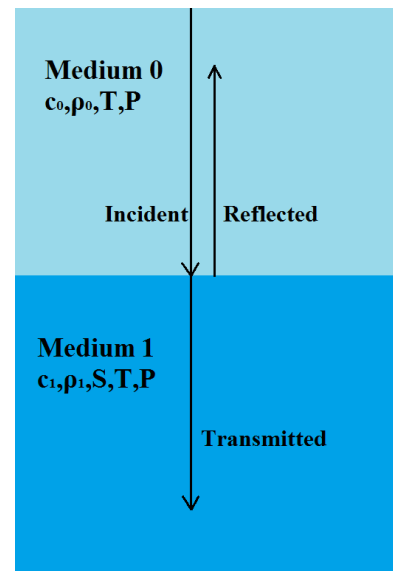 Medium 0
c₀,ρ₀,T,P
Incident
Reflected
Medium 1
c₁,ρ₁,S,T,P
Transmitted